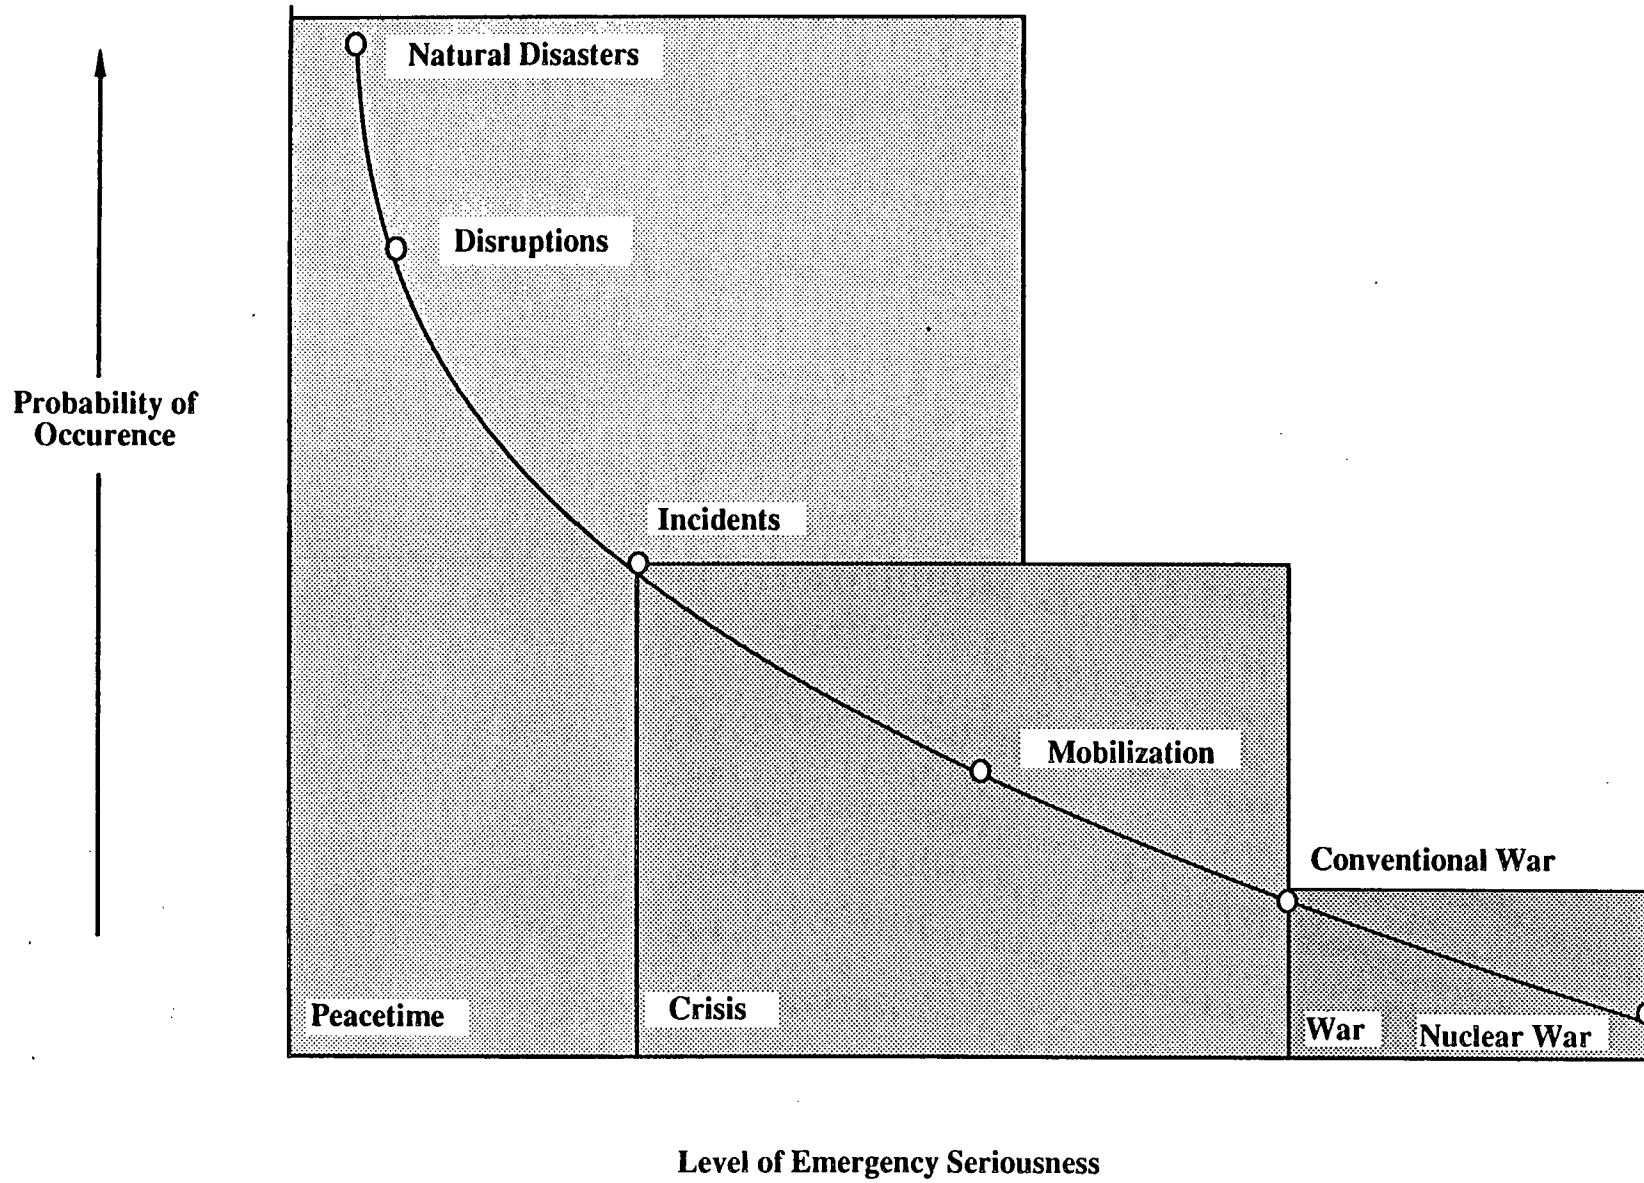 Natural Disasters
Disruptions
Probability of
Occurence
Incidents
Mobilization
Conventional War
Peacetime
Crisis
War
Nuclear War
Level of Emergency Seriousness